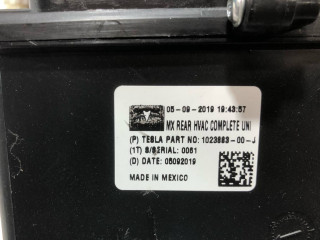 05-09-2019 19:43:57
MX REAR HVAC COMPLETE UNI
(P) TESLA PART NO: 1023883-00-J
(1T) S/SERIAL: 0061
(D) DATE: 05092019
MADE IN MEXICO